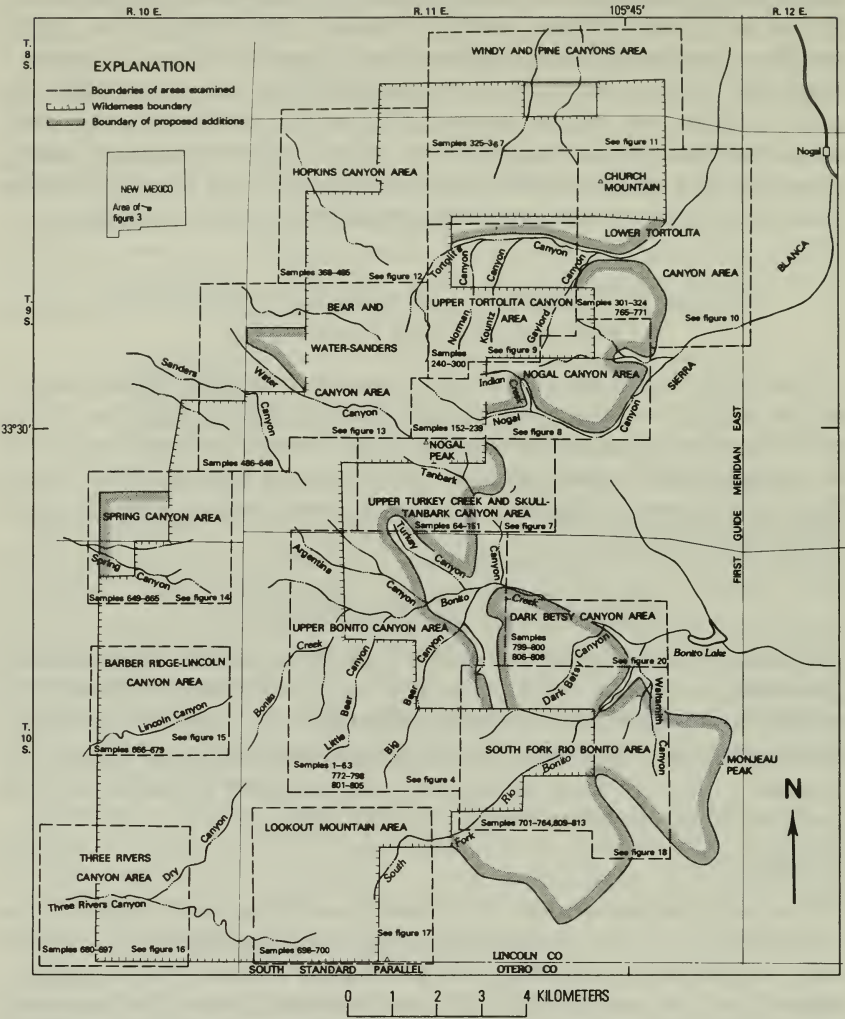 R. 10 E.
R. 11 E.
105°45'
R. 12 E.
T.
8
S.
WINDY AND PINE CANYONS AREA
EXPLANATION
Boundaries of areas examined
Wilderness boundary
Boundary of proposed additions
Samples 325-367
See figure 11
Nogal
NEW MEXICO
Area of
figure 3
HOPKINS CANYON AREA
CHURCH
MOUNTAIN
Samples 368-485
See figure 12
LOWER TORTOLITA
CANYON AREA
Tortolita
Canyon
Norman
Canyon
Kountz
Canyon
Gaylord
Canyon
BLANCA
T.
9
S.
BEAR AND
WATER-SANDERS
CANYON AREA
UPPER TORTOLITA CANYON
AREA
Samples 301-324
765-771
See figure 10
Samples
240-300
See figure 9
SIERRA
Sanders
Water
Canyon
Canyon
NOGAL CANYON AREA
Indian
Creek
Nogal
Canyon
33°30'
See figure 13
Samples 152-239
See figure 8
Samples 486-648
NOGAL
PEAK
Tanbark
FIRST GUIDE MERIDIAN EAST
UPPER TURKEY CREEK AND SKULL-
TANBARK CANYON AREA
Samples 64-151
See figure 7
SPRING CANYON AREA
Spring
Canyon
Samples 649-665
See figure 14
Turkey
Canyon
Canyon
Argentina
Canyon
Bonito
Creek
UPPER BONITO CANYON AREA
DARK BETSY CANYON AREA
Samples
799-800
806-808
Dark Betsy
Canyon
See figure 20
Bonito Lake
Bonito
Creek
Little
Bear
Canyon
Big
Bear
Canyon
BARBER RIDGE-LINCOLN
CANYON AREA
Lincoln Canyon
See figure 15
Samples 666-679
T.
10
S.
Samples 1-63
772-798
801-805
See figure 4
SOUTH FORK RIO BONITO AREA
Weltsmith
Canyon
MONJEAU
PEAK
South
Fork
Rio
Bonito
Samples 701-764,809-813
See figure 18
N
LOOKOUT MOUNTAIN AREA
THREE RIVERS
CANYON AREA
Dry
Canyon
Three Rivers Canyon
Samples 680-697
See figure 16
Samples 698-700
See figure 17
LINCOLN CO
SOUTH STANDARD PARALLEL
OTERO CO
0 1 2 3 4 KILOMETERS